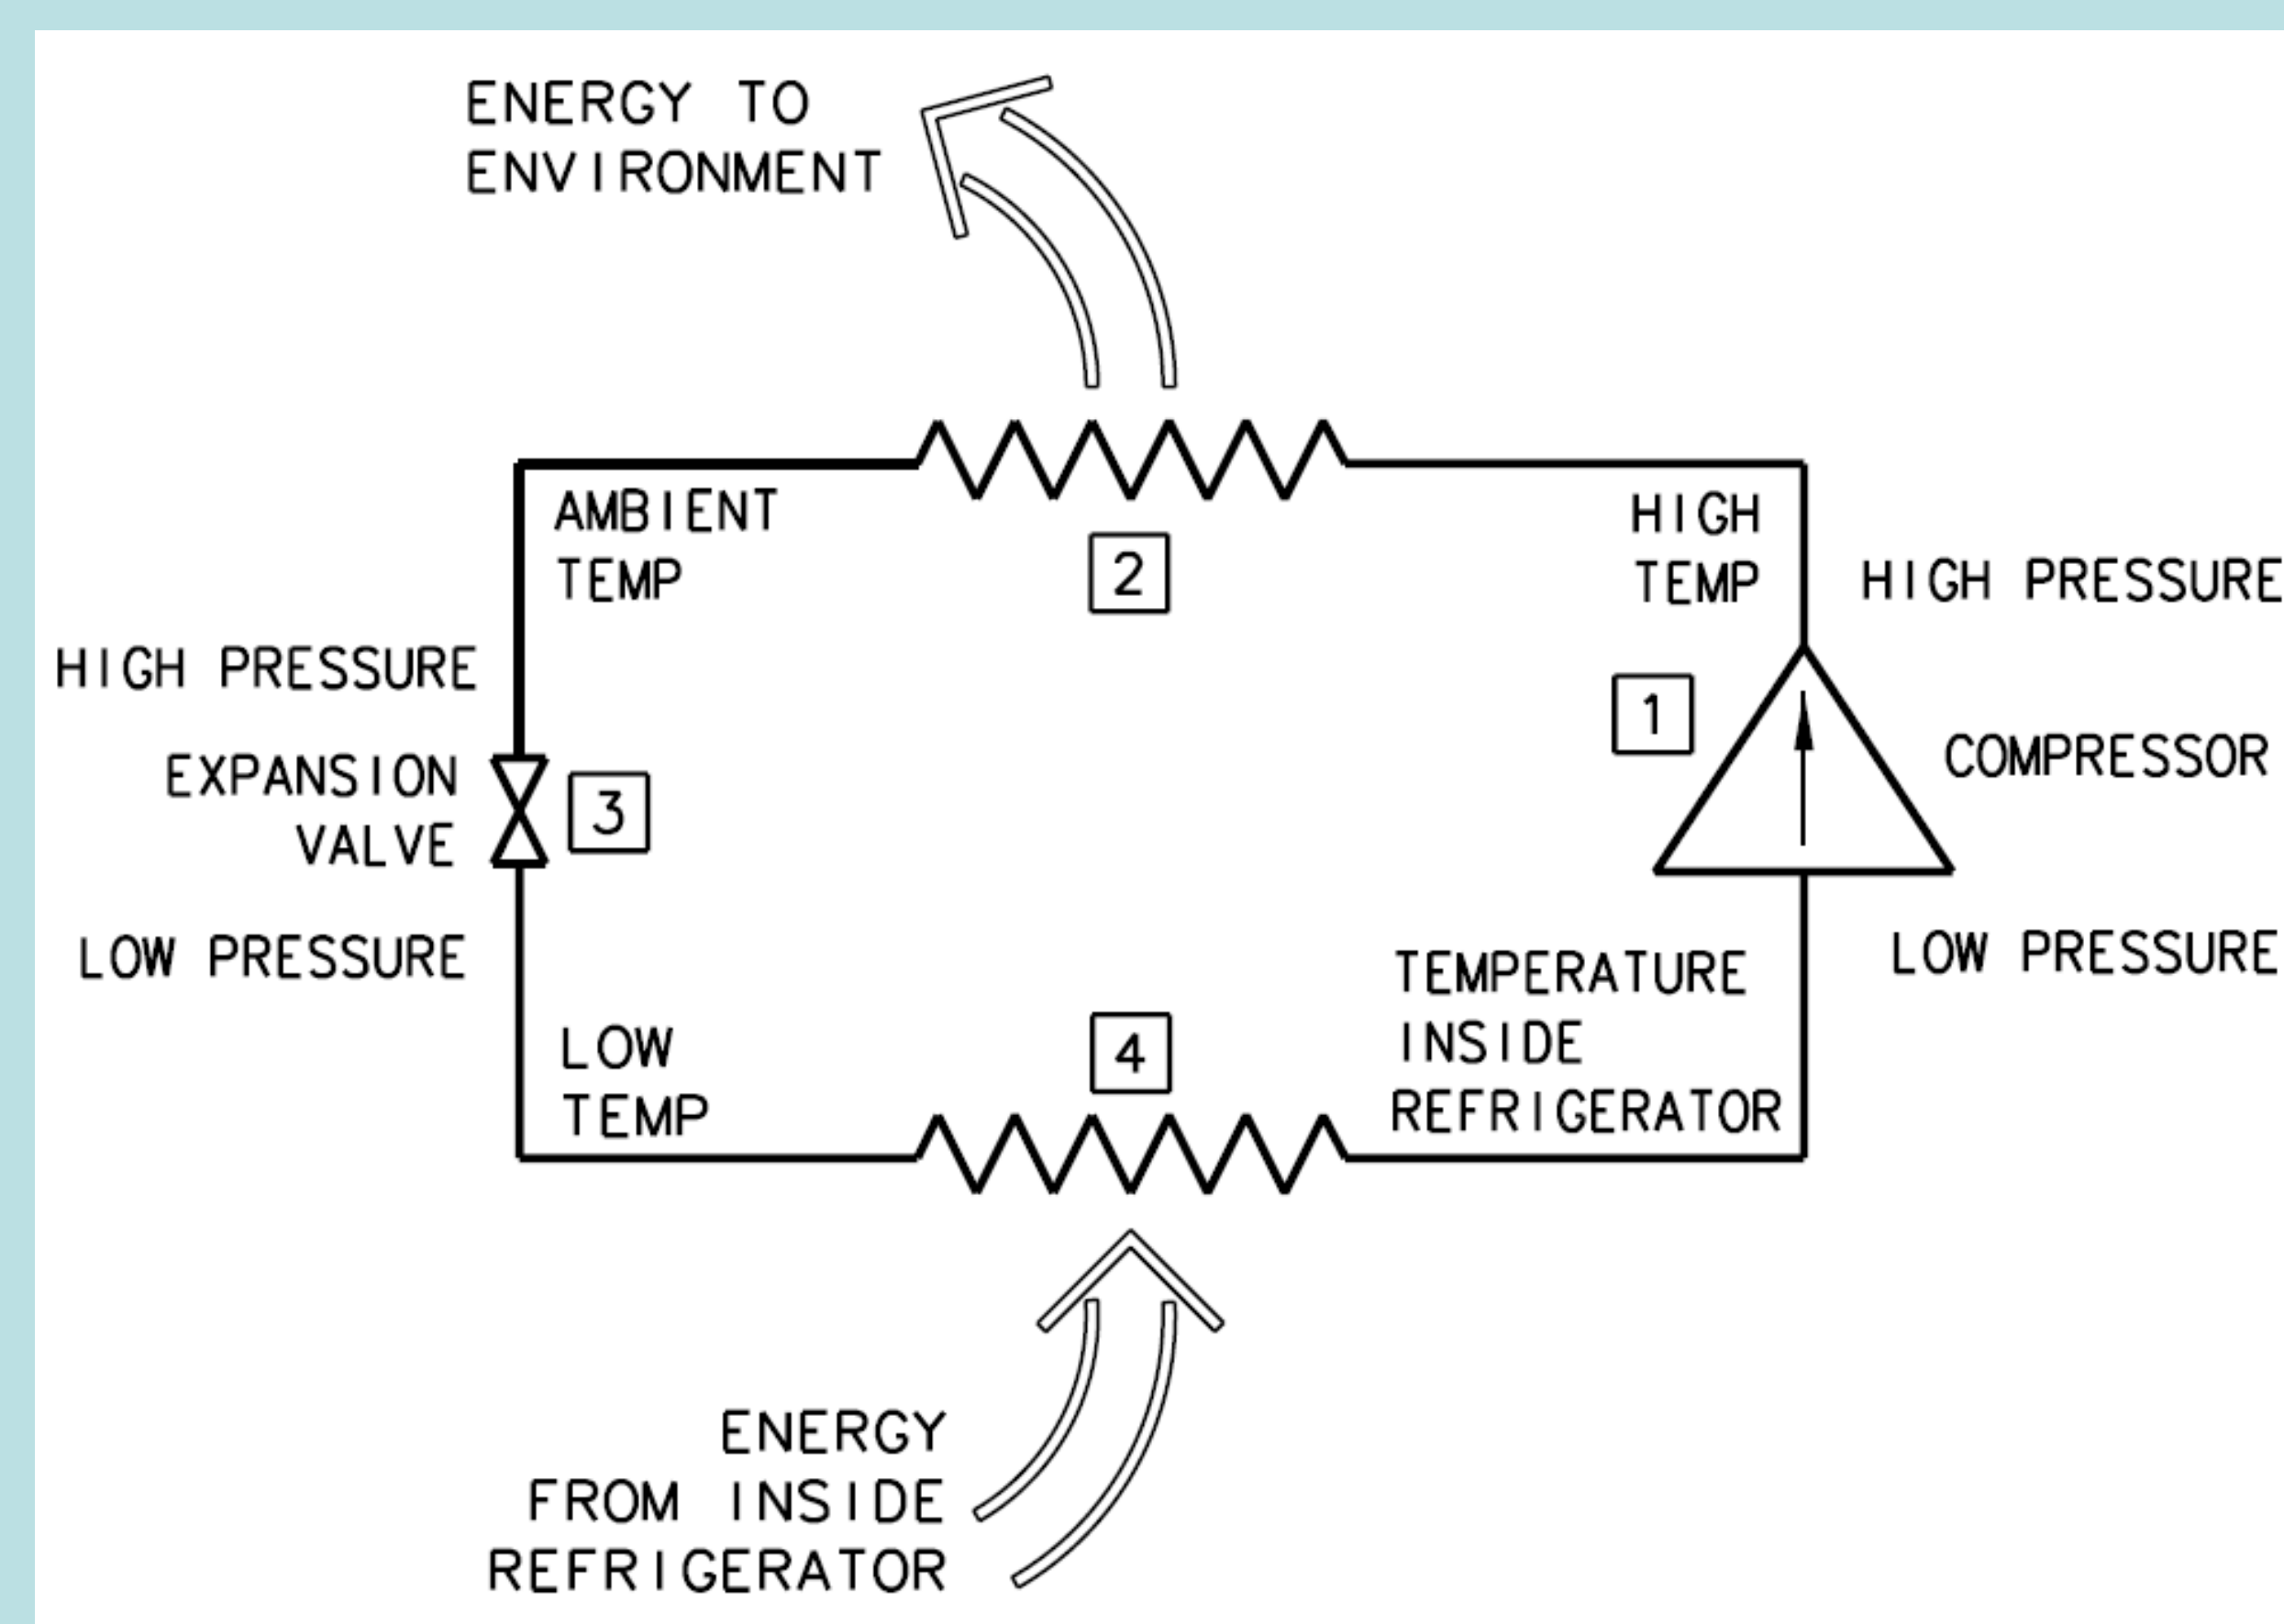 ENERGY TO
ENVIRONMENT
AMBIENT
TEMP
2
HIGH
TEMP
HIGH PRESSURE
HIGH PRESSURE
1
EXPANSION
VALVE
3
COMPRESSOR
LOW PRESSURE
LOW PRESSURE
TEMPERATURE
INSIDE
REFRIGERATOR
LOW
TEMP
4
ENERGY
FROM INSIDE
REFRIGERATOR